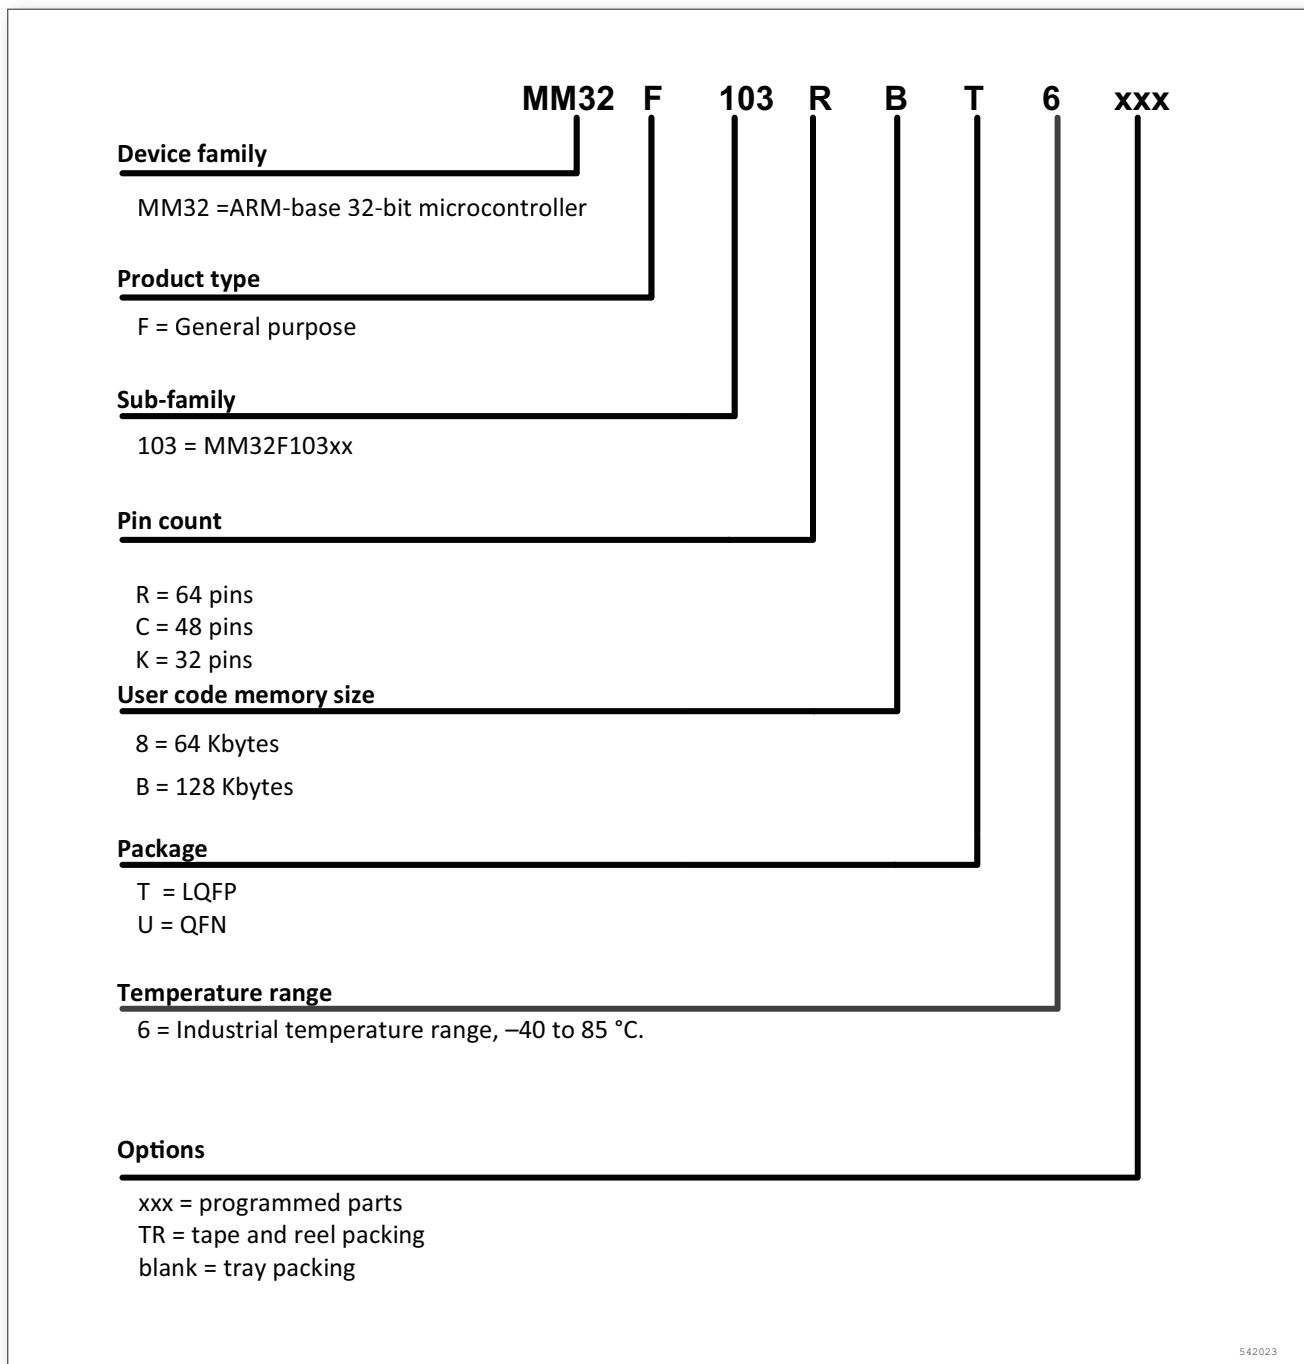 MM32 F 103 R B T 6 xxx
Device family
MM32 =ARM-base 32-bit microcontroller
Product type
F = General purpose
Sub-family
103 = MM32F103xx
Pin count
R = 64 pins
C = 48 pins
K = 32 pins
User code memory size
8 = 64 Kbytes
B = 128 Kbytes
Package
T = LQFP
U = QFN
Temperature range
6 = Industrial temperature range, –40 to 85 °C.
Options
xxx = programmed parts
TR = tape and reel packing
blank = tray packing
542023